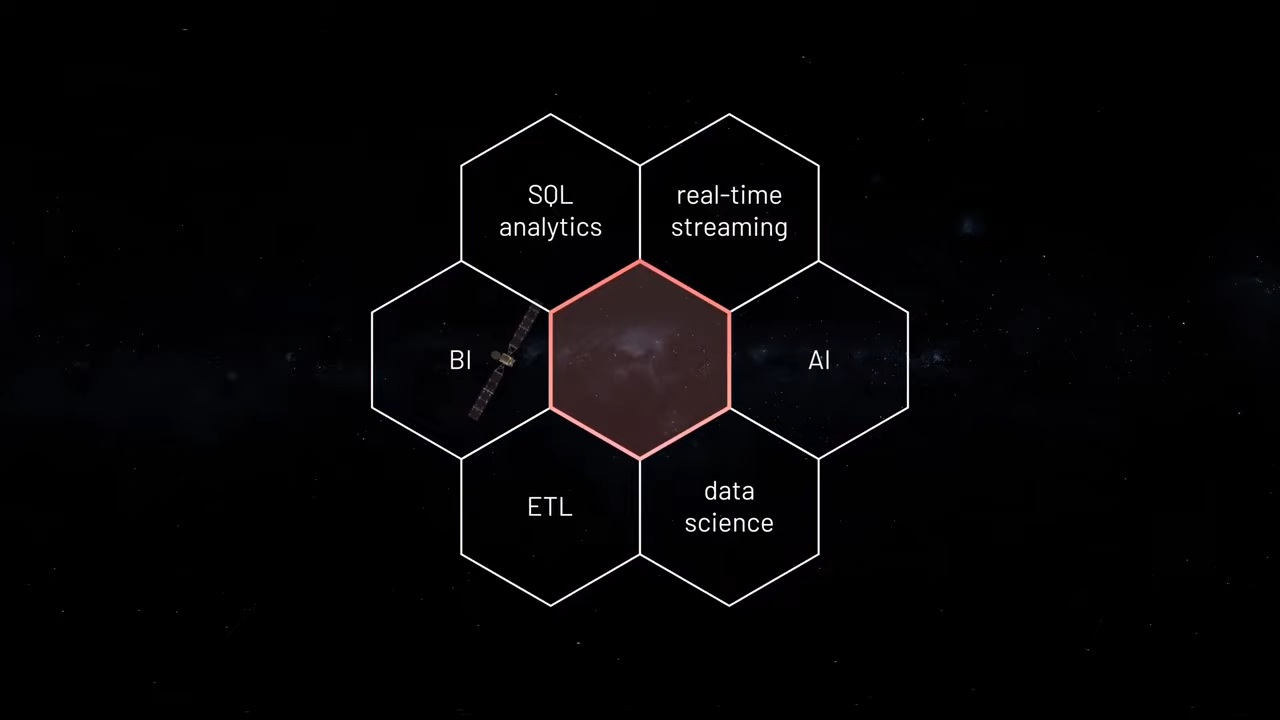 SQL
analytics
real-time
streaming
BI
AI
ETL
data
science